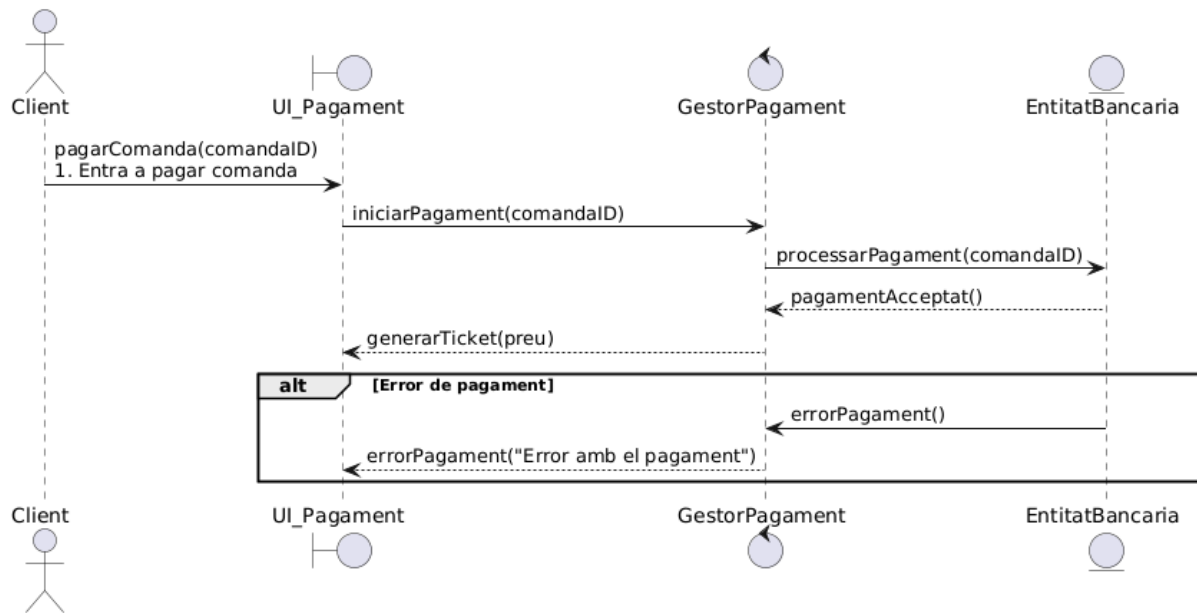 Client
UI_Pagament
GestorPagament
EntitatBancaria
pagarComanda(comandaID)
1. Entra a pagar comanda
iniciarPagament(comandaID)
processarPagament(comandaID)
pagamentAcceptat()
generarTicket(preu)
alt
[Error de pagament]
errorPagament()
errorPagament("Error amb el pagament")
Client
UI_Pagament
GestorPagament
EntitatBancaria